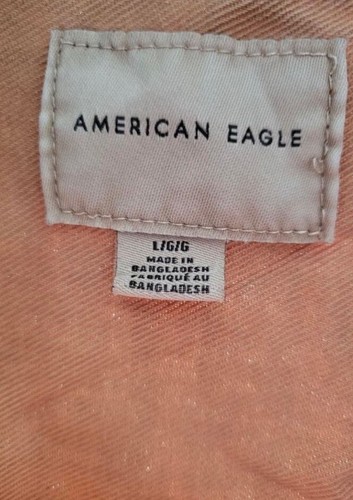 AMERICAN EAGLE
L/G/G
MADE IN
BANGLADESH
FABRIQUÉ AU
BANGLADESH